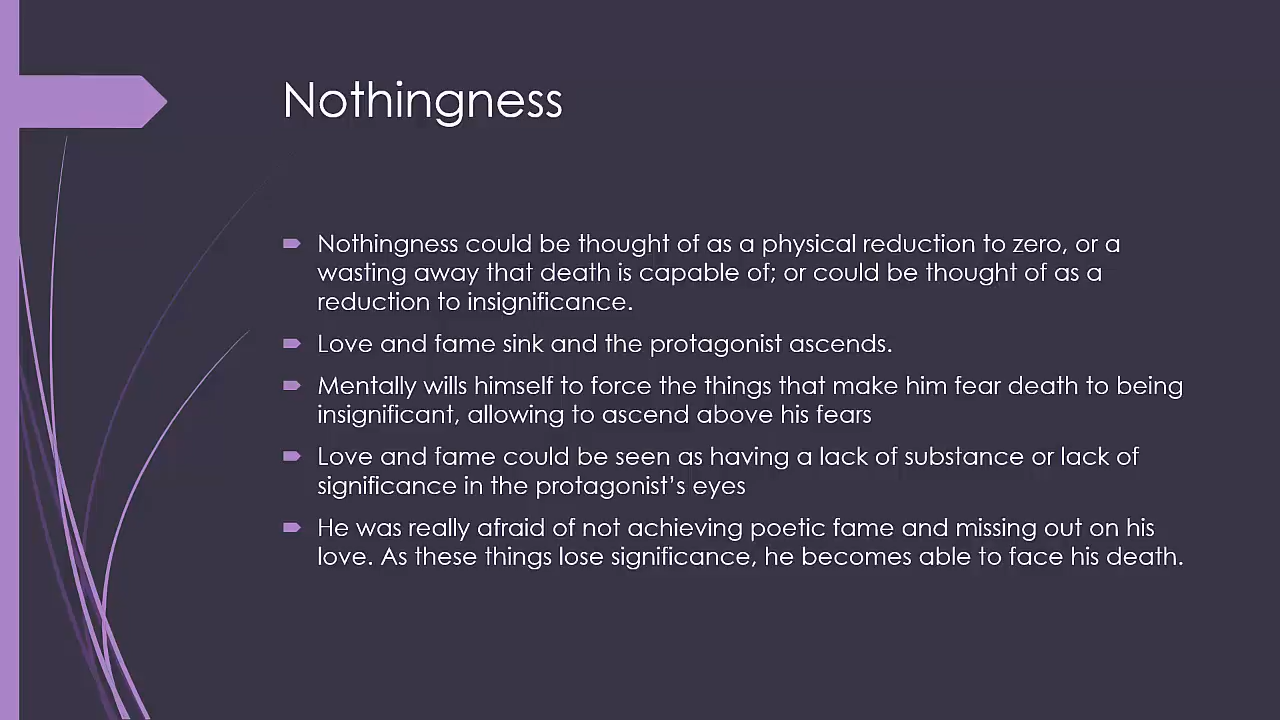 Nothingness
Nothingness could be thought of as a physical reduction to zero, or a
wasting away that death is capable of; or could be thought of as a
reduction to insignificance.
Love and fame sink and the protagonist ascends.
Mentally wills himself to force the things that make him fear death to being
insignificant, allowing to ascend above his fears
Love and fame could be seen as having a lack of substance or lack of
significance in the protagonist’s eyes
He was really afraid of not achieving poetic fame and missing out on his
love. As these things lose significance, he becomes able to face his death.